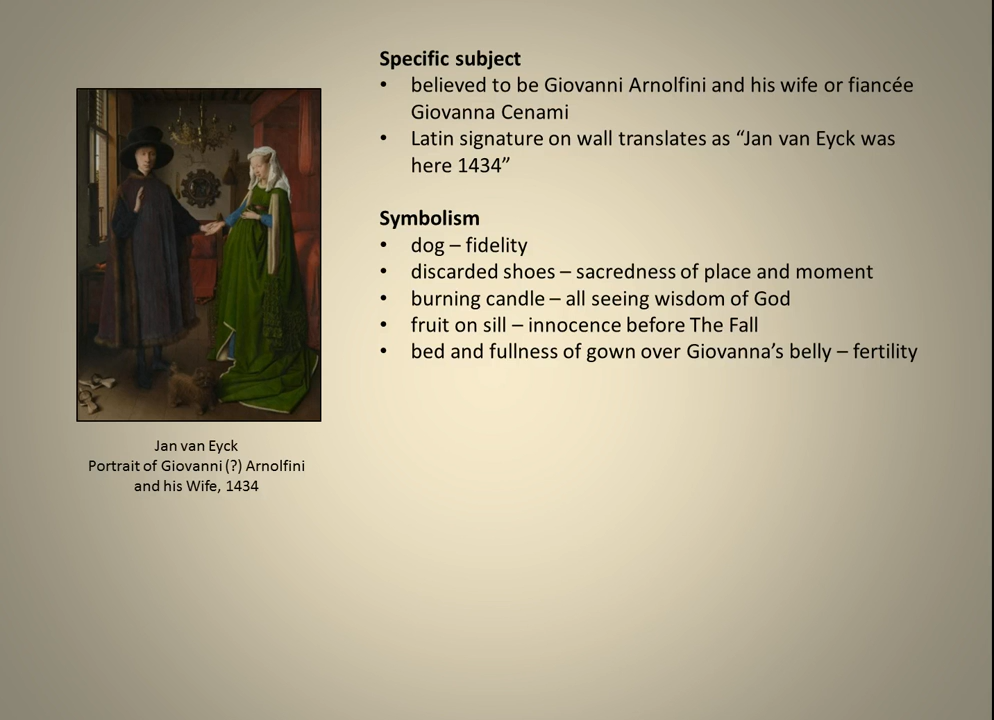 Specific subject
• believed to be Giovanni Arnolfini and his wife or fiancée
Giovanna Cenami
• Latin signature on wall translates as “Jan van Eyck was
here 1434”
Symbolism
• dog – fidelity
• discarded shoes – sacredness of place and moment
• burning candle – all seeing wisdom of God
• fruit on sill – innocence before The Fall
• bed and fullness of gown over Giovanna’s belly – fertility
Jan van Eyck
Portrait of Giovanni (?) Arnolfini
and his Wife, 1434